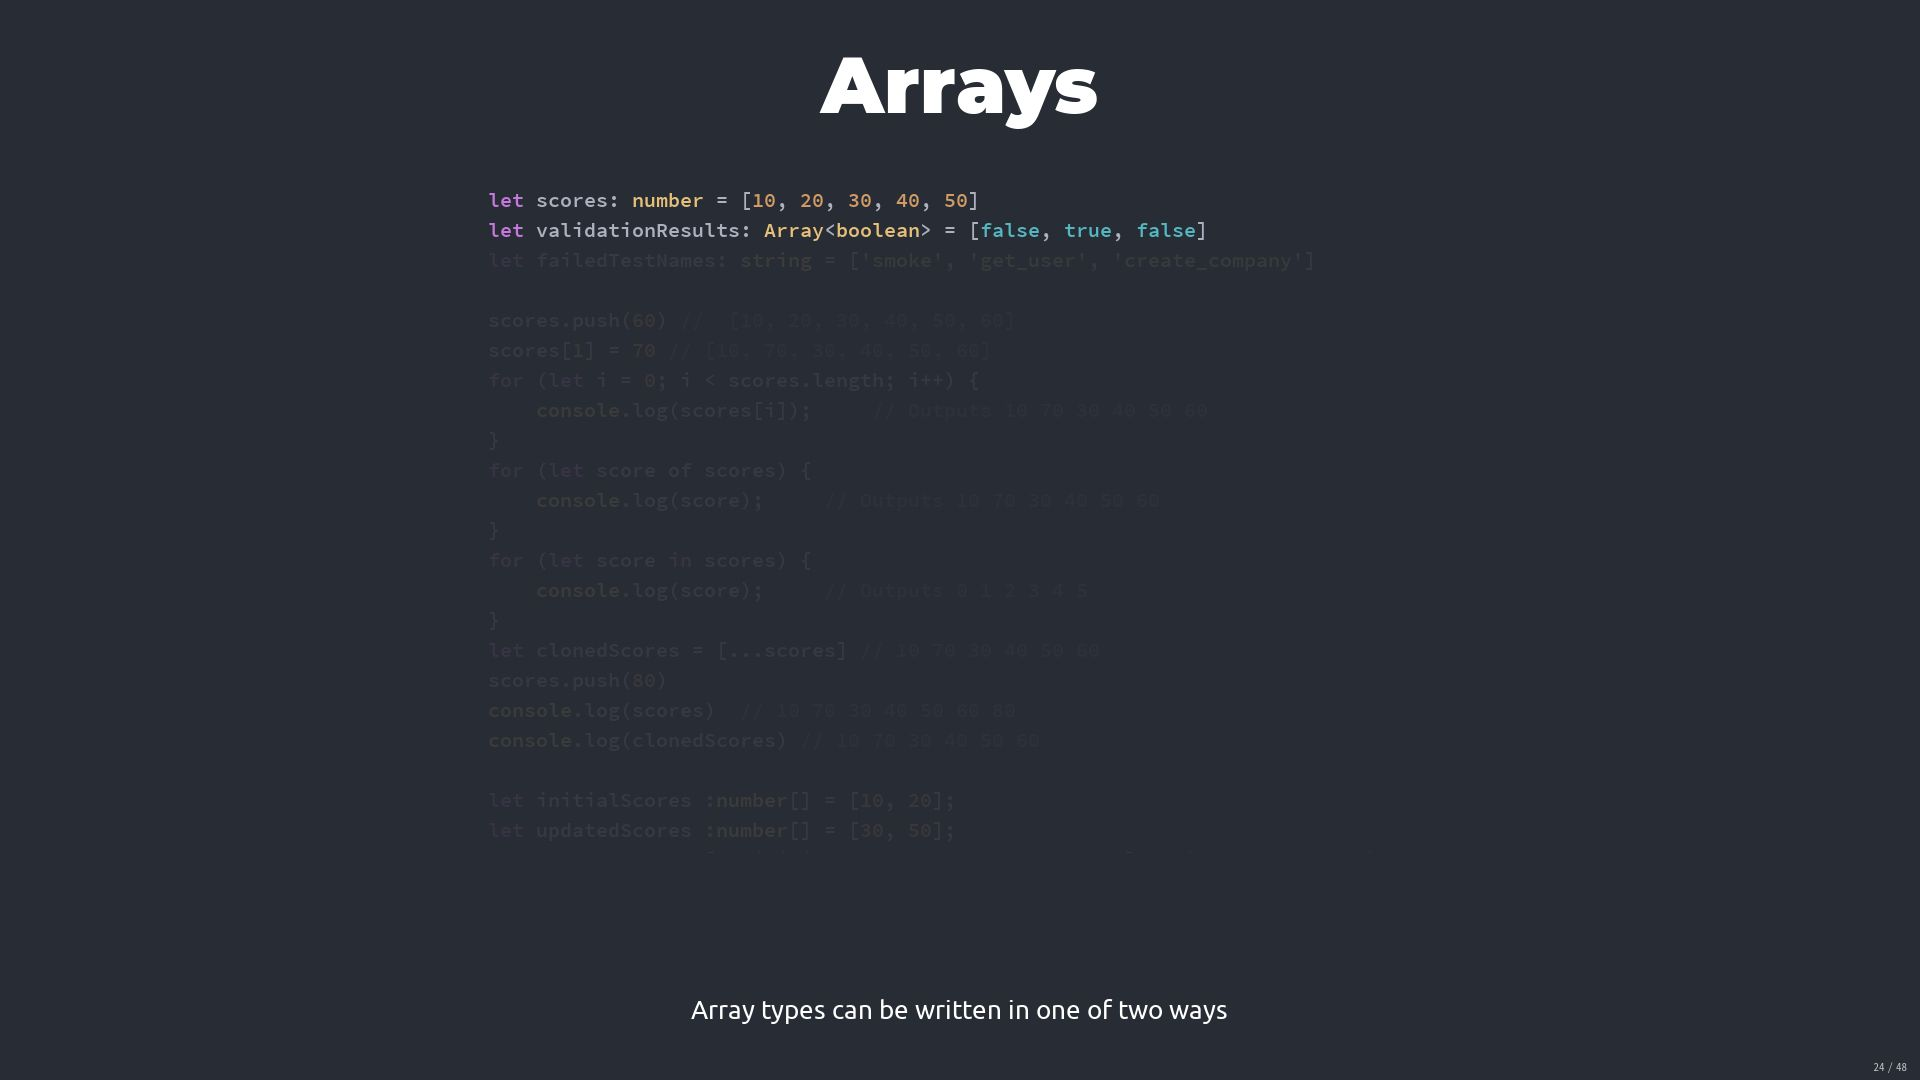 Arrays
let scores: number = [10, 20, 30, 40, 50]
let validationResults: Array<boolean> = [false, true, false]
let failedTestNames: string = ['smoke', 'get_user', 'create_company']
scores.push(60) //  [10, 20, 30, 40, 50, 60]
scores[1] = 70 // [10, 70, 30, 40, 50, 60]
for (let i = 0; i < scores.length; i++) {
    console.log(scores[i]);     // Outputs 10 70 30 40 50 60
}
for (let score of scores) {
    console.log(score);     // Outputs 10 70 30 40 50 60
}
for (let score in scores) {
    console.log(score);     // Outputs 0 1 2 3 4 5
}
let clonedScores = [...scores] // 10 70 30 40 50 60
scores.push(80)
console.log(scores)  // 10 70 30 40 50 60 80
console.log(clonedScores) // 10 70 30 40 50 60
let initialScores :number[] = [10, 20];
let updatedScores :number[] = [30, 50];
Array types can be written in one of two ways
24 / 48